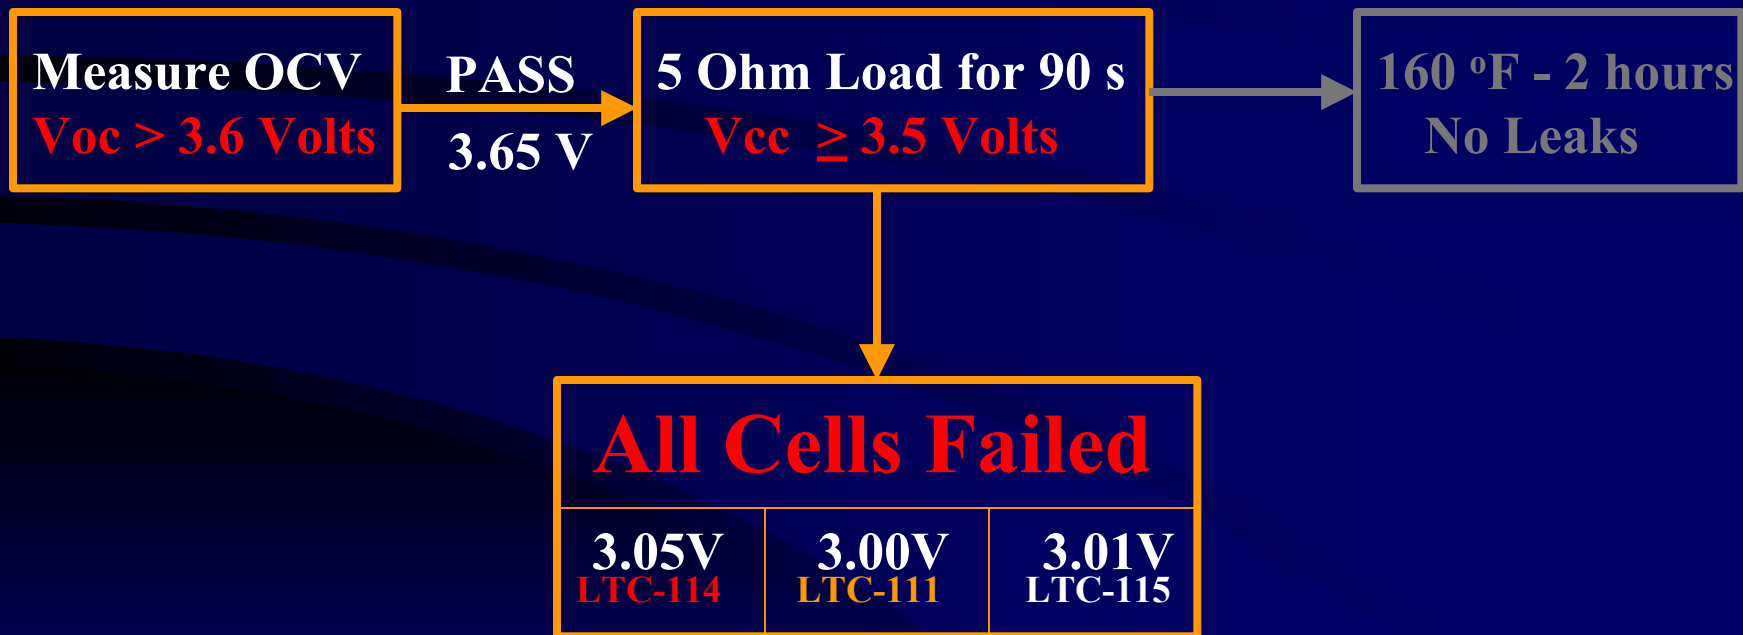 Measure OCV
Voc > 3.6 Volts
PASS
3.65 V
5 Ohm Load for 90 s
Vcc ≥ 3.5 Volts
160 °F - 2 hours
No Leaks
All Cells Failed
3.05V
LTC-114
3.00V
LTC-111
3.01V
LTC-115